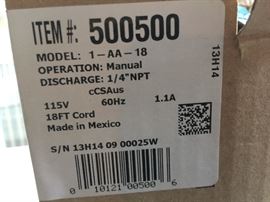 ITEM #: 500500
MODEL: 1-AA-18
OPERATION: Manual
DISCHARGE: 1/4"NPT
cCSAus
115V 60Hz 1.1A
18FT Cord
Made in Mexico
S/N 13H14 09 00025W
0 10121 00500 6
13H14